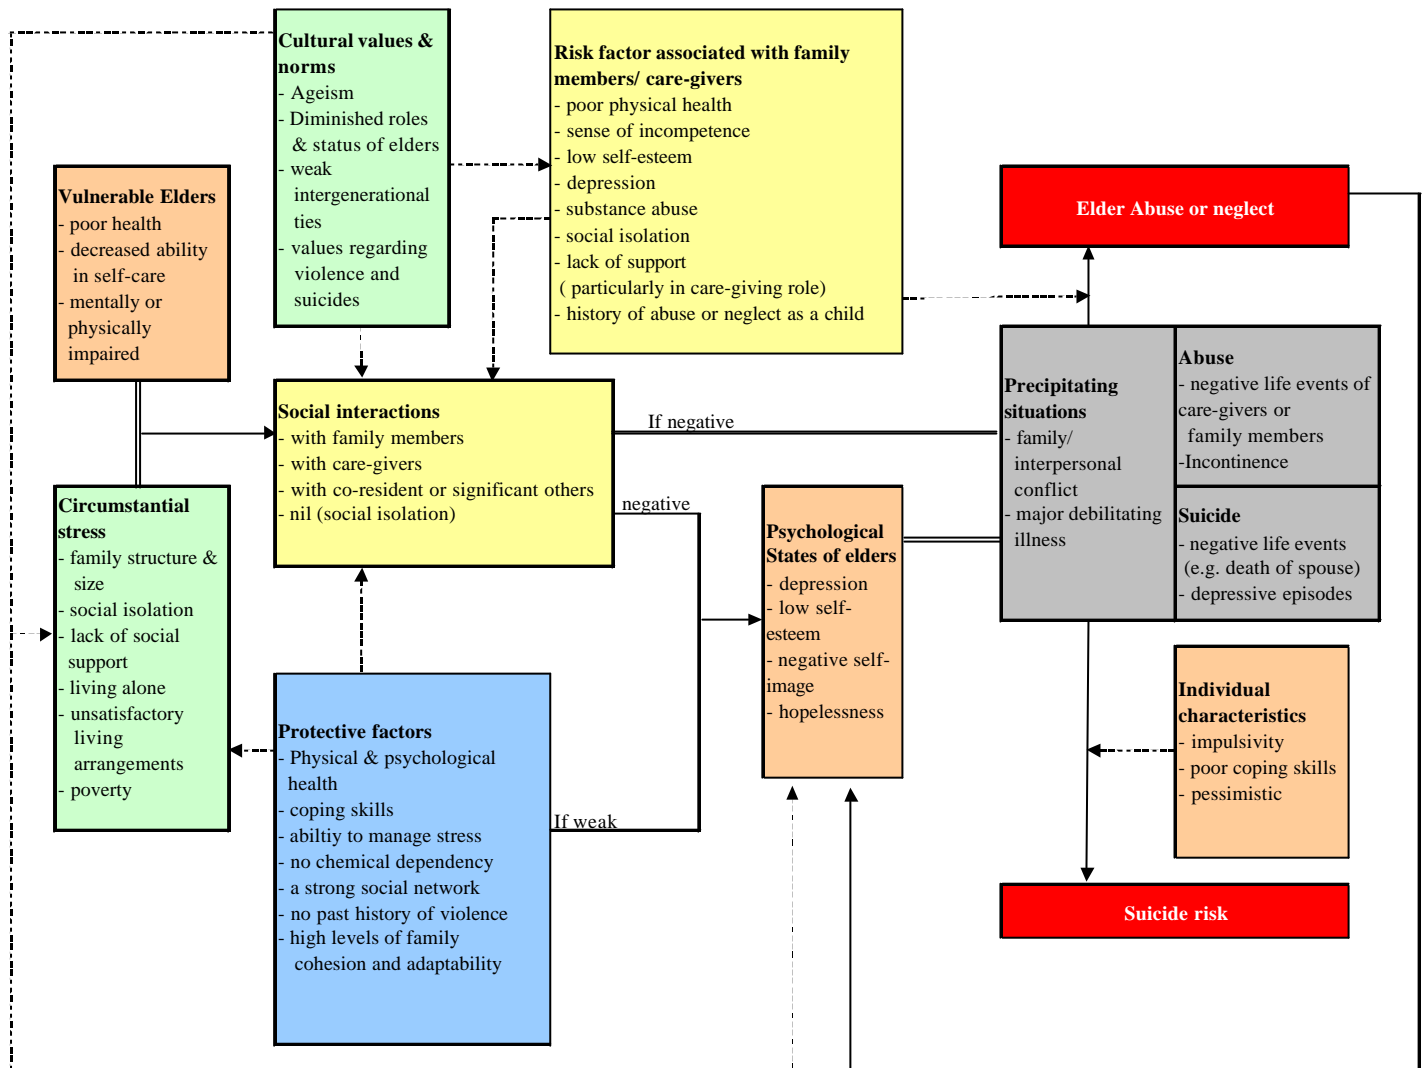 Cultural values &
norms
- Ageism
- Diminished roles
& status of elders
- weak
intergenerational
ties
- values regarding
violence and
suicides
Risk factor associated with family
members/ care-givers
- poor physical health
- sense of incompetence
- low self-esteem
- depression
- substance abuse
- social isolation
- lack of support
( particularly in care-giving role)
- history of abuse or neglect as a child
Vulnerable Elders
- poor health
- decreased ability
in self-care
- mentally or
physically
impaired
Elder Abuse or neglect
Social interactions
- with family members
- with care-givers
- with co-resident or significant others
- nil (social isolation)
If negative
negative
Precipitating
situations
- family/
interpersonal
conflict
- major debilitating
illness
Abuse
- negative life events of
care-givers or
family members
-Incontinence
Suicide
- negative life events
(e.g. death of spouse)
- depressive episodes
Circumstantial
stress
- family structure &
size
- social isolation
- lack of social
support
- living alone
- unsatisfactory
living
arrangements
- poverty
Psychological
States of elders
- depression
- low self-
esteem
- negative self-
image
- hopelessness
Protective factors
- Physical & psychological
health
- coping skills
- abiltiy to manage stress
- no chemical dependency
- a strong social network
- no past history of violence
- high levels of family
cohesion and adaptability
If weak
Individual
characteristics
- impulsivity
- poor coping skills
- pessimistic
Suicide risk